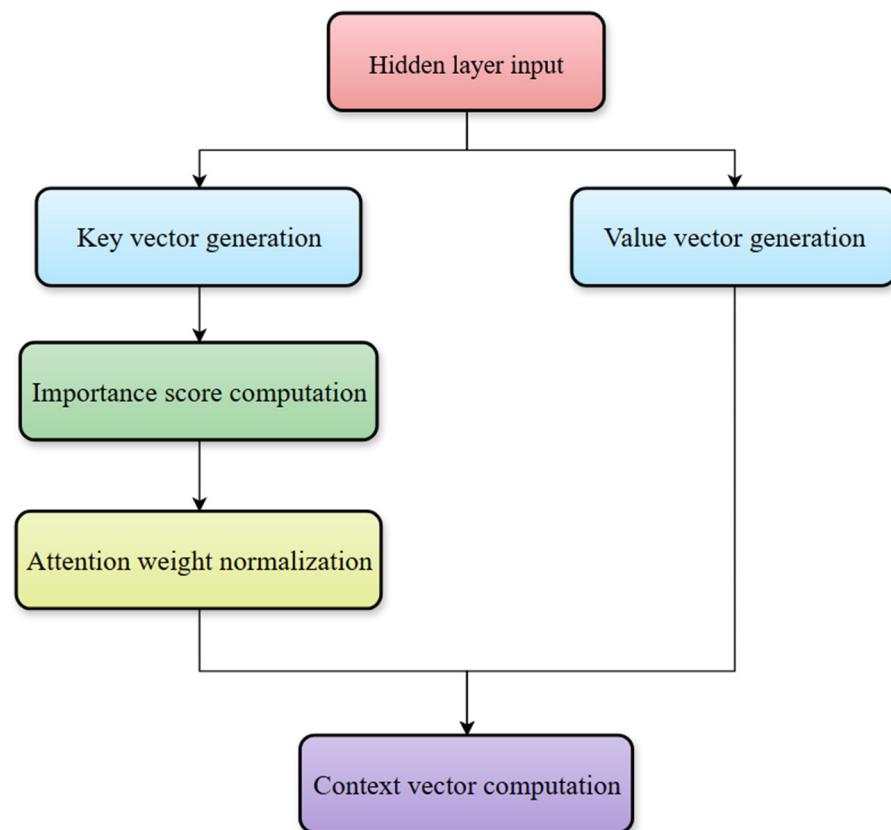 Hidden layer input
Key vector generation
Value vector generation
Importance score computation
Attention weight normalization
Context vector computation